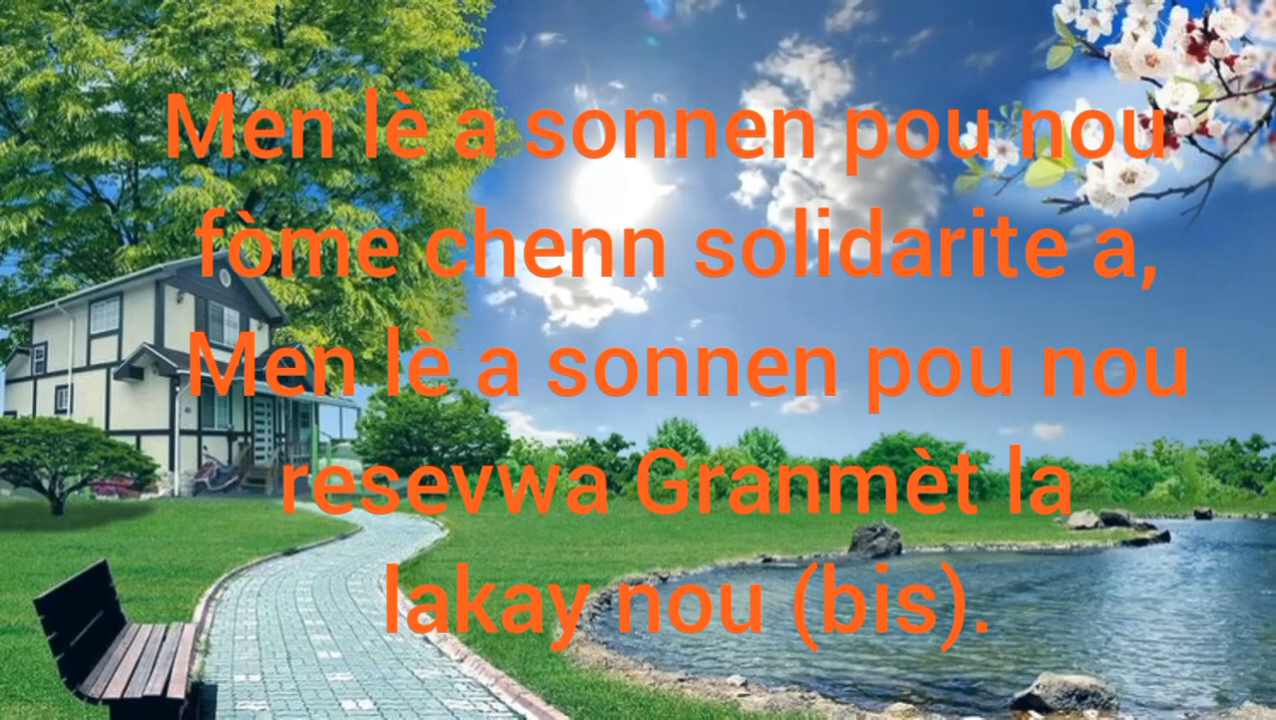 Men lè a sonnen pou nou
fòme chenn solidarite a,
Men lè a sonnen pou nou
resevwa Granmèt la
lakay nou (bis).